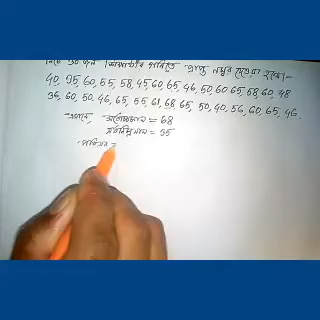 নিচে ৩০ জন শিক্ষার্থীর গণিতে প্রাপ্ত নম্বর দেওয়া হলো:-
40, 35, 60, 55, 58, 45, 60, 65, 46, 50, 60, 65, 58, 60, 48
36, 60, 50, 46, 65, 55, 61, 68, 65, 50, 40, 56, 60, 65, 46.
এখানে সর্বোচ্চমান = 68
সর্বনিম্নমান = 35
পরিসর =